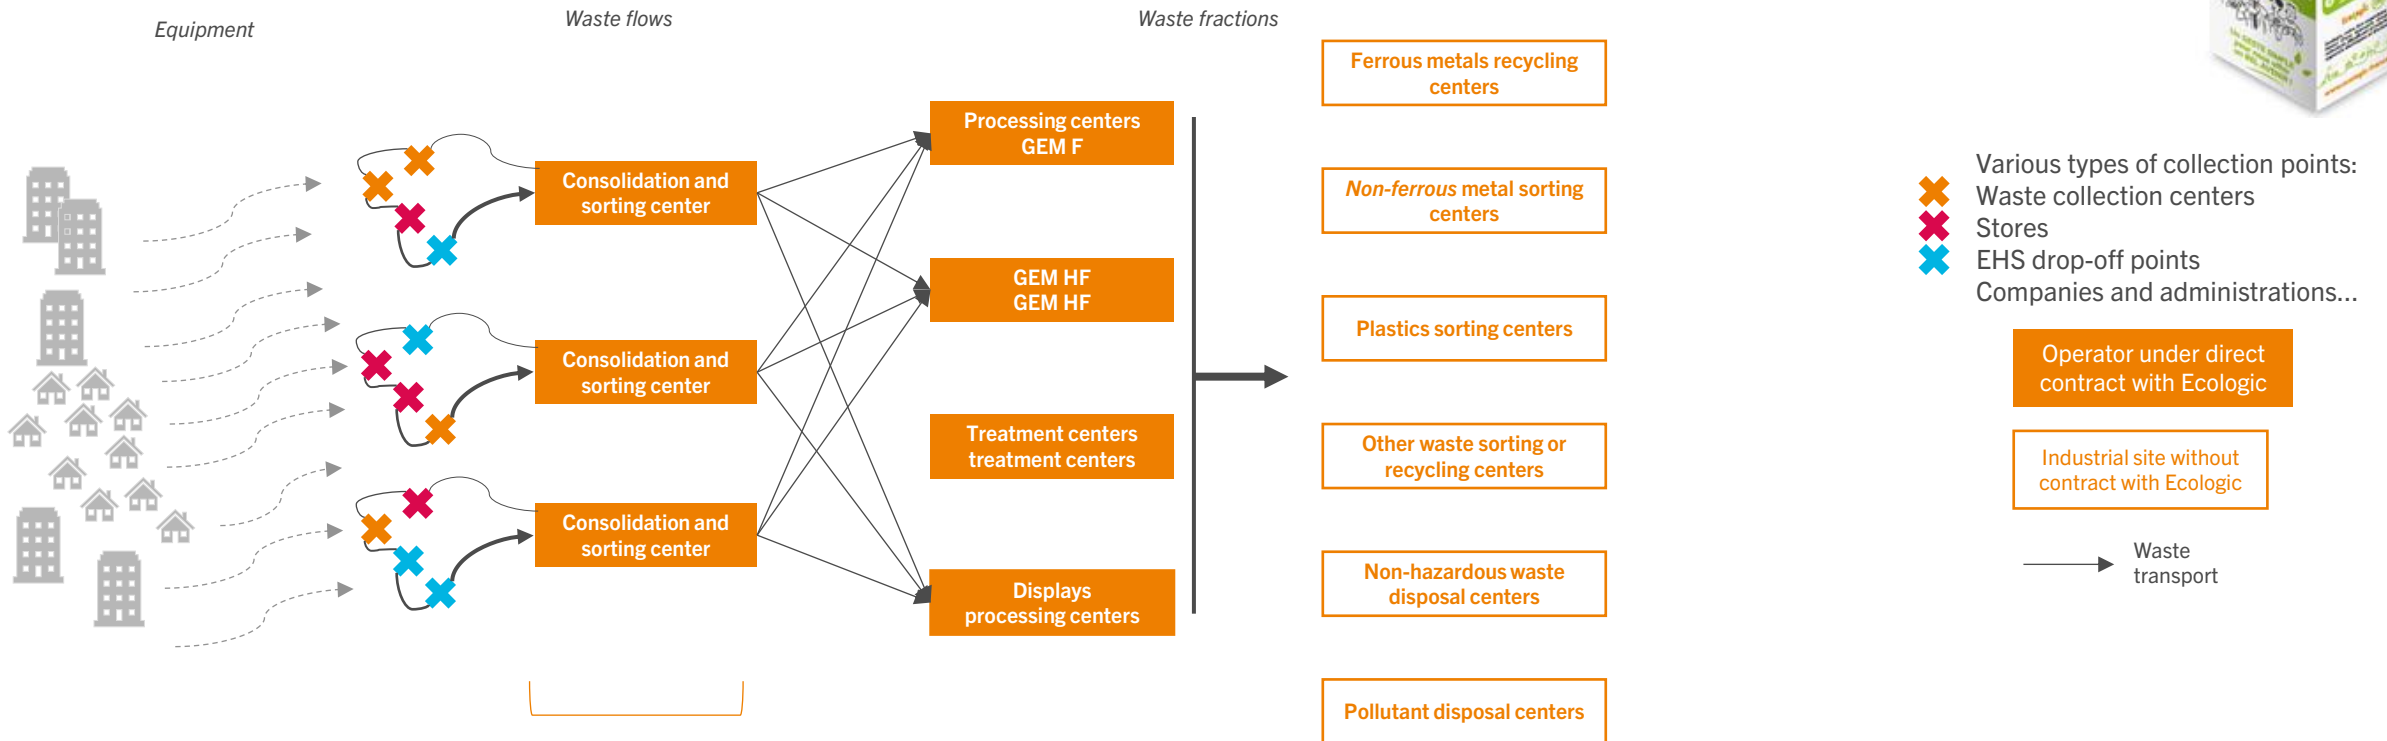 Equipment
Waste flows
Waste fractions
Consolidation and
sorting center
Consolidation and
sorting center
Consolidation and
sorting center
Processing centers
GEM F
GEM HF
GEM HF
Treatment centers
treatment centers
Displays
processing centers
Ferrous metals recycling
centers
Non-ferrous metal sorting
centers
Plastics sorting centers
Other waste sorting or
recycling centers
Non-hazardous waste
disposal centers
Pollutant disposal centers
Various types of collection points:
Waste collection centers
Stores
EHS drop-off points
Companies and administrations...
Operator under direct
contract with Ecologic
Industrial site without
contract with Ecologic
Waste
transport